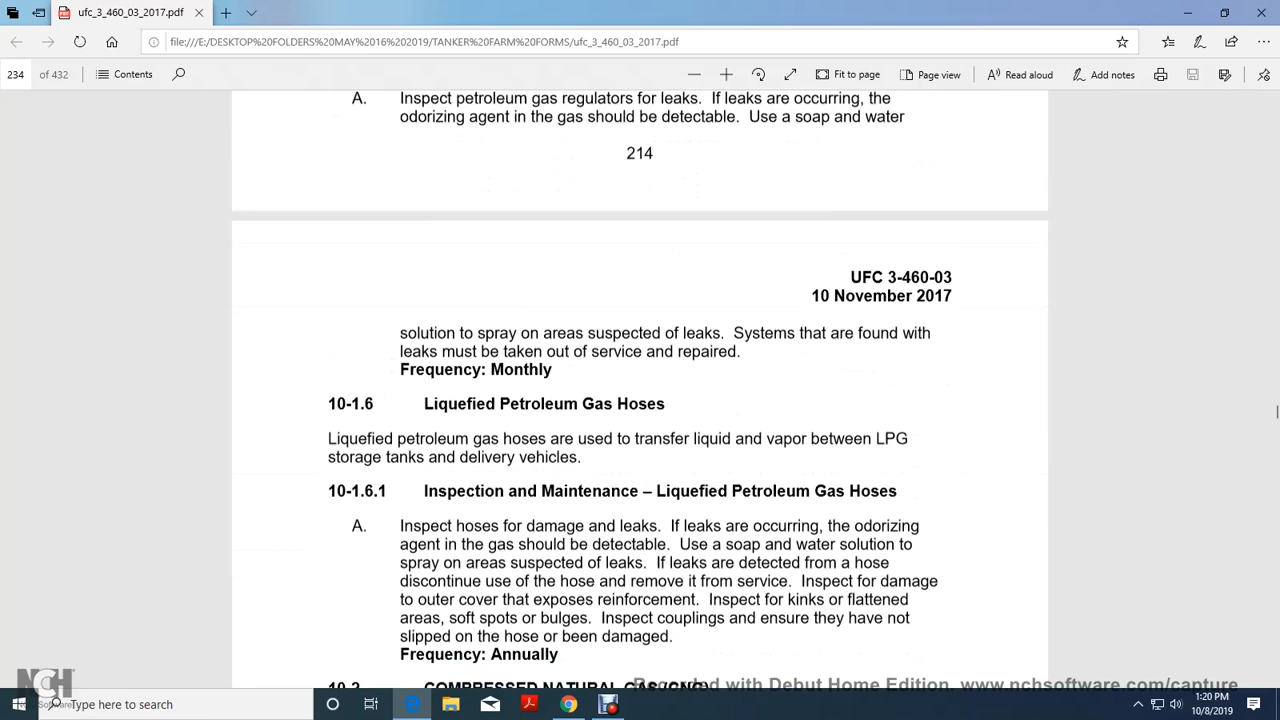 ufc_3_460_03_2017.pdf
file:///E:/DESKTOP%20FOLDERS%20MAY%2016%202019/TANKER%20FARM%20FORMS/ufc_3_460_03_2017.pdf
234 of 432 Contents Fit to page Page view Read aloud Add notes
A. Inspect petroleum gas regulators for leaks. If leaks are occurring, the
odorizing agent in the gas should be detectable. Use a soap and water
214
UFC 3-460-03
10 November 2017
solution to spray on areas suspected of leaks. Systems that are found with
leaks must be taken out of service and repaired.
Frequency: Monthly
10-1.6 Liquefied Petroleum Gas Hoses
Liquefied petroleum gas hoses are used to transfer liquid and vapor between LPG
storage tanks and delivery vehicles.
10-1.6.1 Inspection and Maintenance – Liquefied Petroleum Gas Hoses
A. Inspect hoses for damage and leaks. If leaks are occurring, the odorizing
agent in the gas should be detectable. Use a soap and water solution to
spray on areas suspected of leaks. If leaks are detected from a hose
discontinue use of the hose and remove it from service. Inspect for damage
to outer cover that exposes reinforcement. Inspect for kinks or flattened
areas, soft spots or bulges. Inspect couplings and ensure they have not
slipped on the hose or been damaged.
Frequency: Annually
10-2 COMPRESSED NATURAL GAS (CNG)
Recorded with Debut Home Edition. www.nchsoftware.com/capture
NCH
Software
Type here to search
1:20 PM
10/8/2019